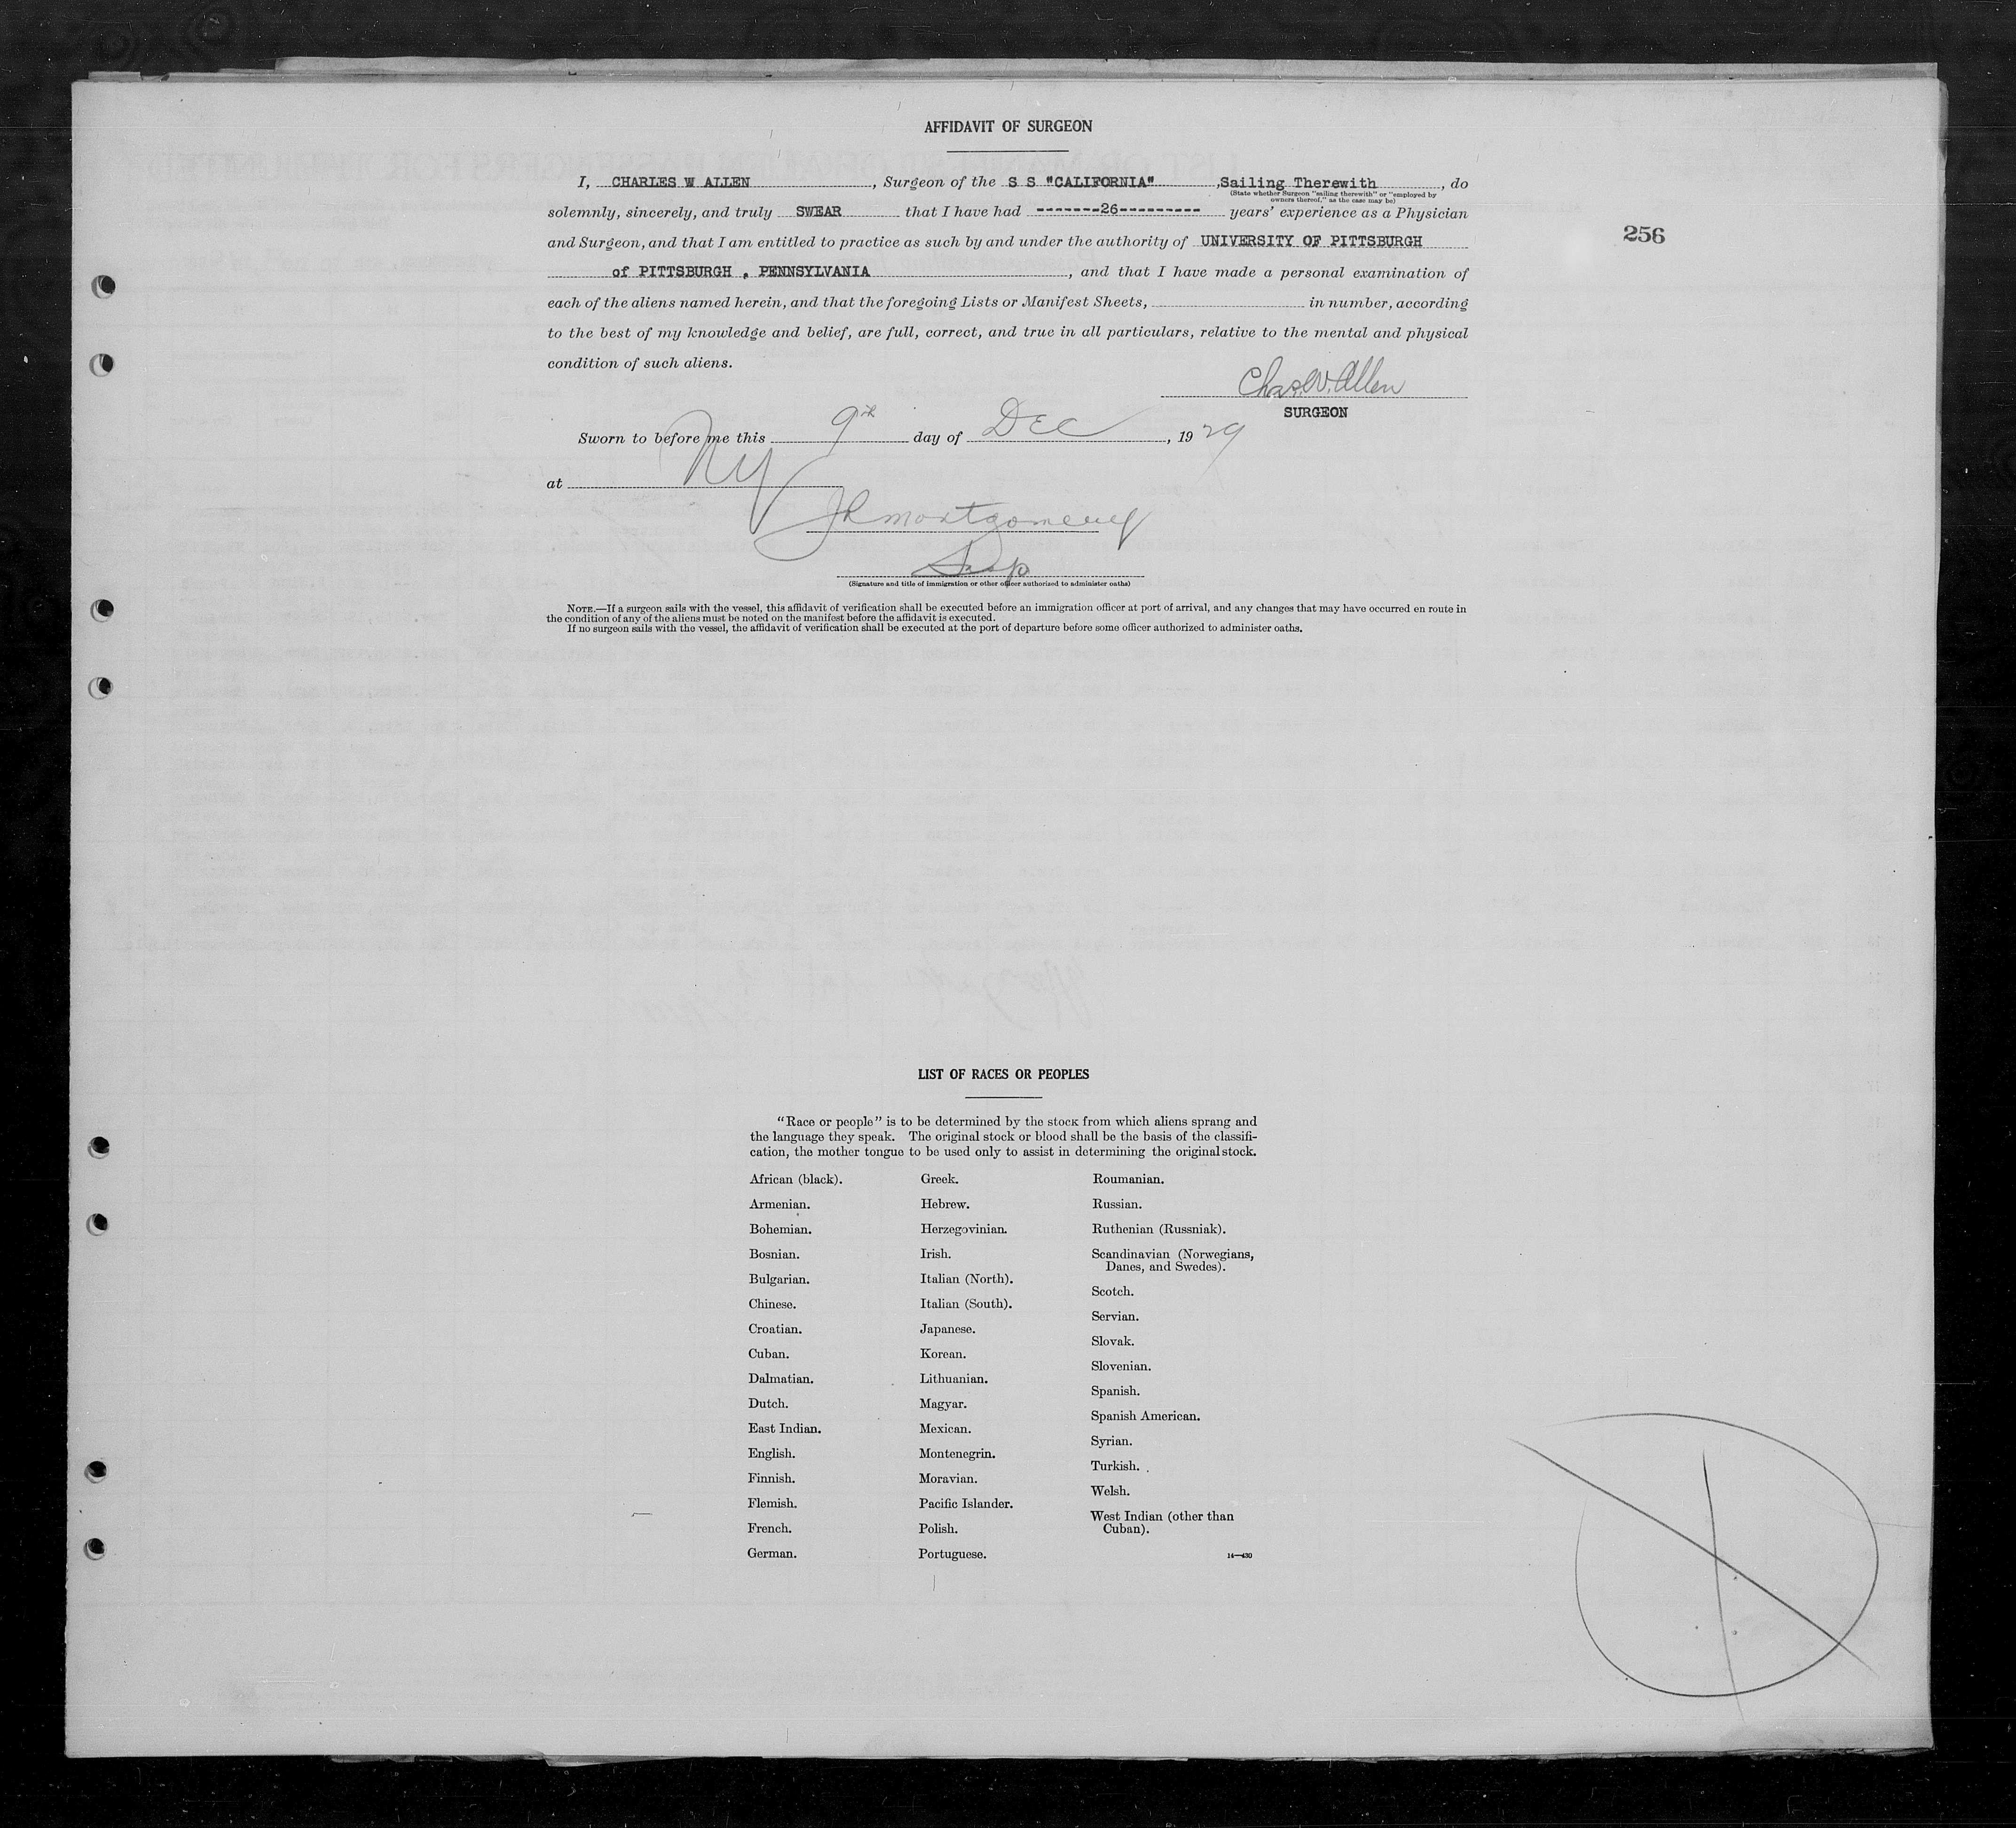 AFFIDAVIT OF SURGEON
I, CHARLES W ALLEN, Surgeon of the S S "CALIFORNIA", Sailing Therewith, do
(State whether Surgeon "sailing therewith" or "employed by
owners thereof," as the case may be)
solemnly, sincerely, and truly SWEAR that I have had -------26--------- years' experience as a Physician
and Surgeon, and that I am entitled to practice as such by and under the authority of UNIVERSITY OF PITTSBURGH
256
of PITTSBURGH , PENNSYLVANIA, and that I have made a personal examination of
each of the aliens named herein, and that the foregoing Lists or Manifest Sheets, in number, according
to the best of my knowledge and belief, are full, correct, and true in all particulars, relative to the mental and physical
condition of such aliens.
Chas. W. Allen
SURGEON
Sworn to before me this 9th day of Dec, 1929
at NY
JR Montgomery
Insp
(Signature and title of immigration or other officer authorized to administer oaths)
NOTE.—If a surgeon sails with the vessel, this affidavit of verification shall be executed before an immigration officer at port of arrival, and any changes that may have occurred en route in
the condition of any of the aliens must be noted on the manifest before the affidavit is executed.
If no surgeon sails with the vessel, the affidavit of verification shall be executed at the port of departure before some officer authorized to administer oaths.
LIST OF RACES OR PEOPLES
"Race or people" is to be determined by the stock from which aliens sprang and
the language they speak. The original stock or blood shall be the basis of the classifi-
cation, the mother tongue to be used only to assist in determining the original stock.
African (black).
Armenian.
Bohemian.
Bosnian.
Bulgarian.
Chinese.
Croatian.
Cuban.
Dalmatian.
Dutch.
East Indian.
English.
Finnish.
Flemish.
French.
German.
Greek.
Hebrew.
Herzegovinian.
Irish.
Italian (North).
Italian (South).
Japanese.
Korean.
Lithuanian.
Magyar.
Mexican.
Montenegrin.
Moravian.
Pacific Islander.
Polish.
Portuguese.
Roumanian.
Russian.
Ruthenian (Russniak).
Scandinavian (Norwegians,
Danes, and Swedes).
Scotch.
Servian.
Slovak.
Slovenian.
Spanish.
Spanish American.
Syrian.
Turkish.
Welsh.
West Indian (other than
Cuban).
14—430